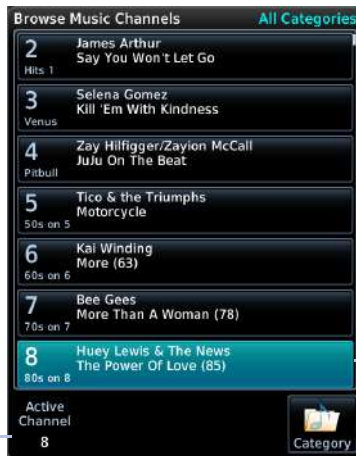 Browse Music Channels All Categories
2 James Arthur
Say You Won't Let Go
Hits 1
3 Selena Gomez
Kill 'Em With Kindness
Venus
4 Zay Hilfigger/Zayion McCall
JuJu On The Beat
Pitbull
5 Tico & the Triumphs
Motorcycle
50s on 5
6 Kai Winding
More (63)
60s on 6
7 Bee Gees
More Than A Woman (78)
70s on 7
8 Huey Lewis & The News
The Power Of Love (85)
80s on 8
Active
Channel
8
Category